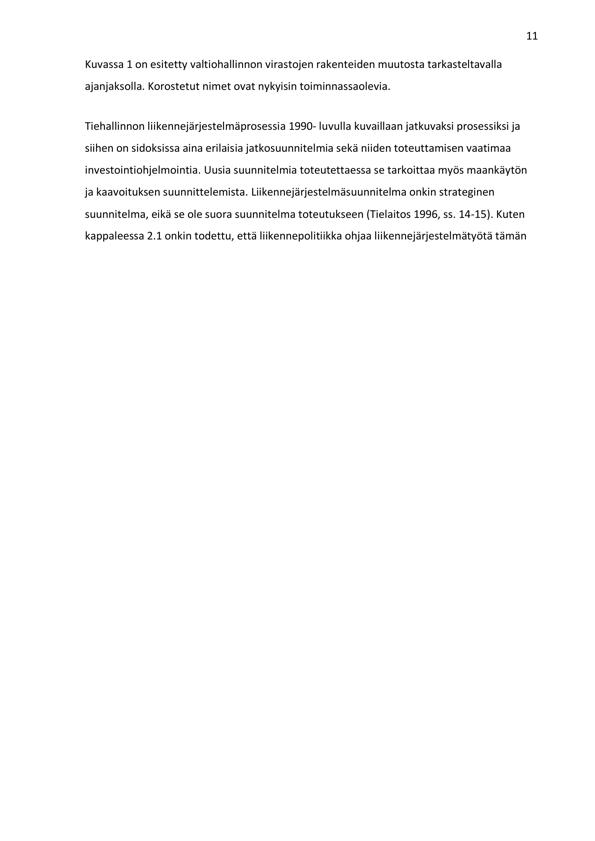 11
Kuvassa 1 on esitetty valtiohallinnon virastojen rakenteiden muutosta tarkasteltavalla
ajanjaksolla. Korostetut nimet ovat nykyisin toiminnassaolevia.
Tiehallinnon liikennejärjestelmäprosessia 1990- luvulla kuvaillaan jatkuvaksi prosessiksi ja
siihen on sidoksissa aina erilaisia jatkosuunnitelmia sekä niiden toteuttamisen vaatimaa
investointiohjelmointia. Uusia suunnitelmia toteutettaessa se tarkoittaa myös maankäytön
ja kaavoituksen suunnittelemista. Liikennejärjestelmäsuunnitelma onkin strateginen
suunnitelma, eikä se ole suora suunnitelma toteutukseen (Tielaitos 1996, ss. 14-15). Kuten
kappaleessa 2.1 onkin todettu, että liikennepolitiikka ohjaa liikennejärjestelmätyötä tämän